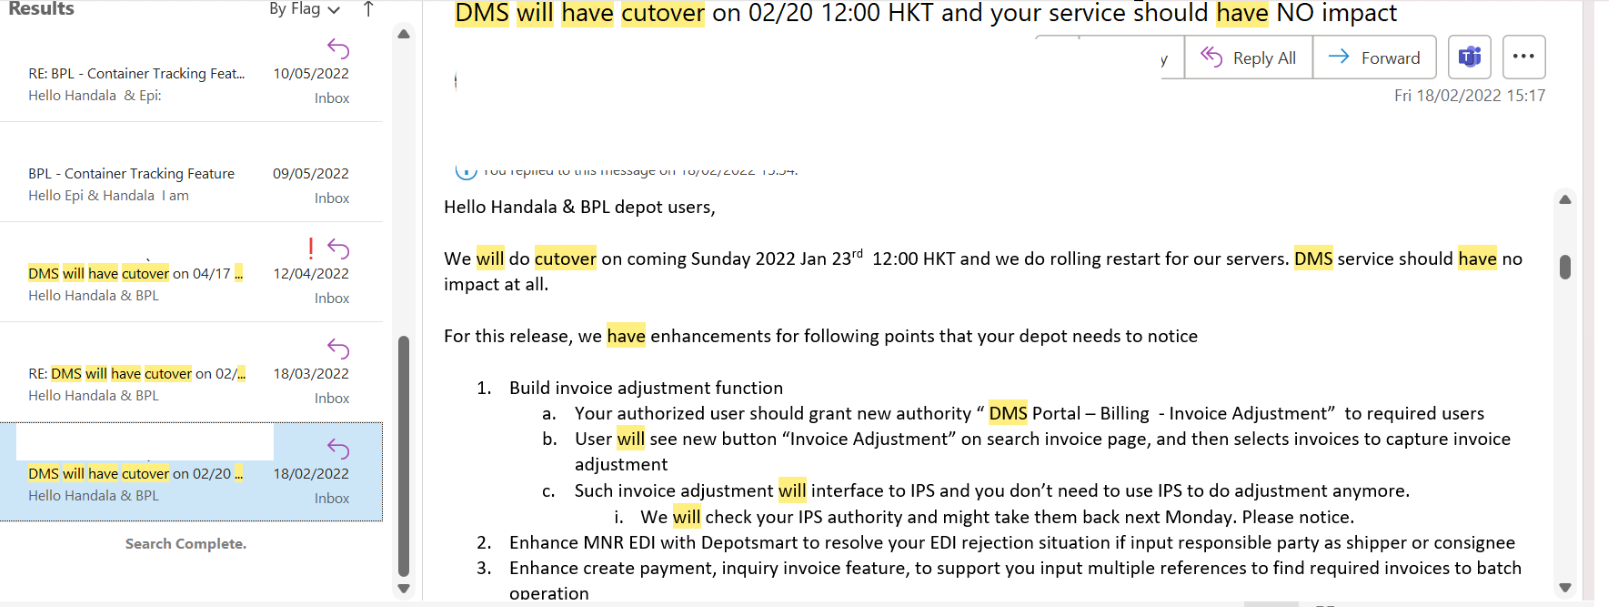 Results
By Flag
RE: BPL - Container Tracking Feat...
10/05/2022
Hello Handala & Epi:
Inbox
BPL - Container Tracking Feature
09/05/2022
Hello Epi & Handala I am
Inbox
DMS will have cutover on 04/17 ...
12/04/2022
Hello Handala & BPL
Inbox
RE: DMS will have cutover on 02/...
18/03/2022
Hello Handala & BPL
Inbox
DMS will have cutover on 02/20 ...
18/02/2022
Hello Handala & BPL
Inbox
Search Complete.
DMS will have cutover on 02/20 12:00 HKT and your service should have NO impact
y
Reply All
Forward
Fri 18/02/2022 15:17
You replied to this message on 18/02/2022 15:34.
Hello Handala & BPL depot users,
We will do cutover on coming Sunday 2022 Jan 23rd 12:00 HKT and we do rolling restart for our servers. DMS service should have no
impact at all.
For this release, we have enhancements for following points that your depot needs to notice
1. Build invoice adjustment function
a. Your authorized user should grant new authority “ DMS Portal – Billing - Invoice Adjustment” to required users
b. User will see new button “Invoice Adjustment” on search invoice page, and then selects invoices to capture invoice
adjustment
c. Such invoice adjustment will interface to IPS and you don’t need to use IPS to do adjustment anymore.
i. We will check your IPS authority and might take them back next Monday. Please notice.
2. Enhance MNR EDI with Depotsmart to resolve your EDI rejection situation if input responsible party as shipper or consignee
3. Enhance create payment, inquiry invoice feature, to support you input multiple references to find required invoices to batch
operation